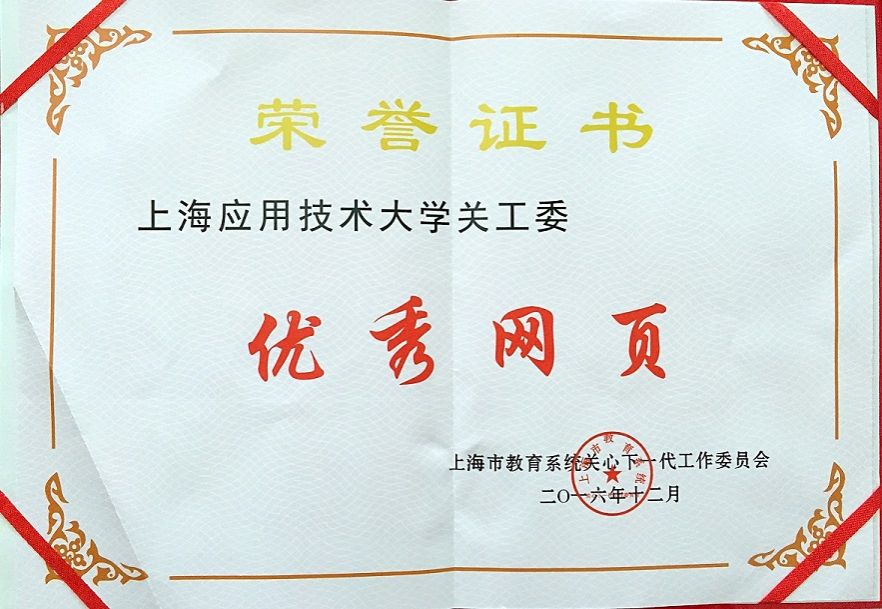 荣誉证书
上海应用技术大学关工委
优秀网页
上海市教育系统关心下一代工作委员会
二O一六年十二月